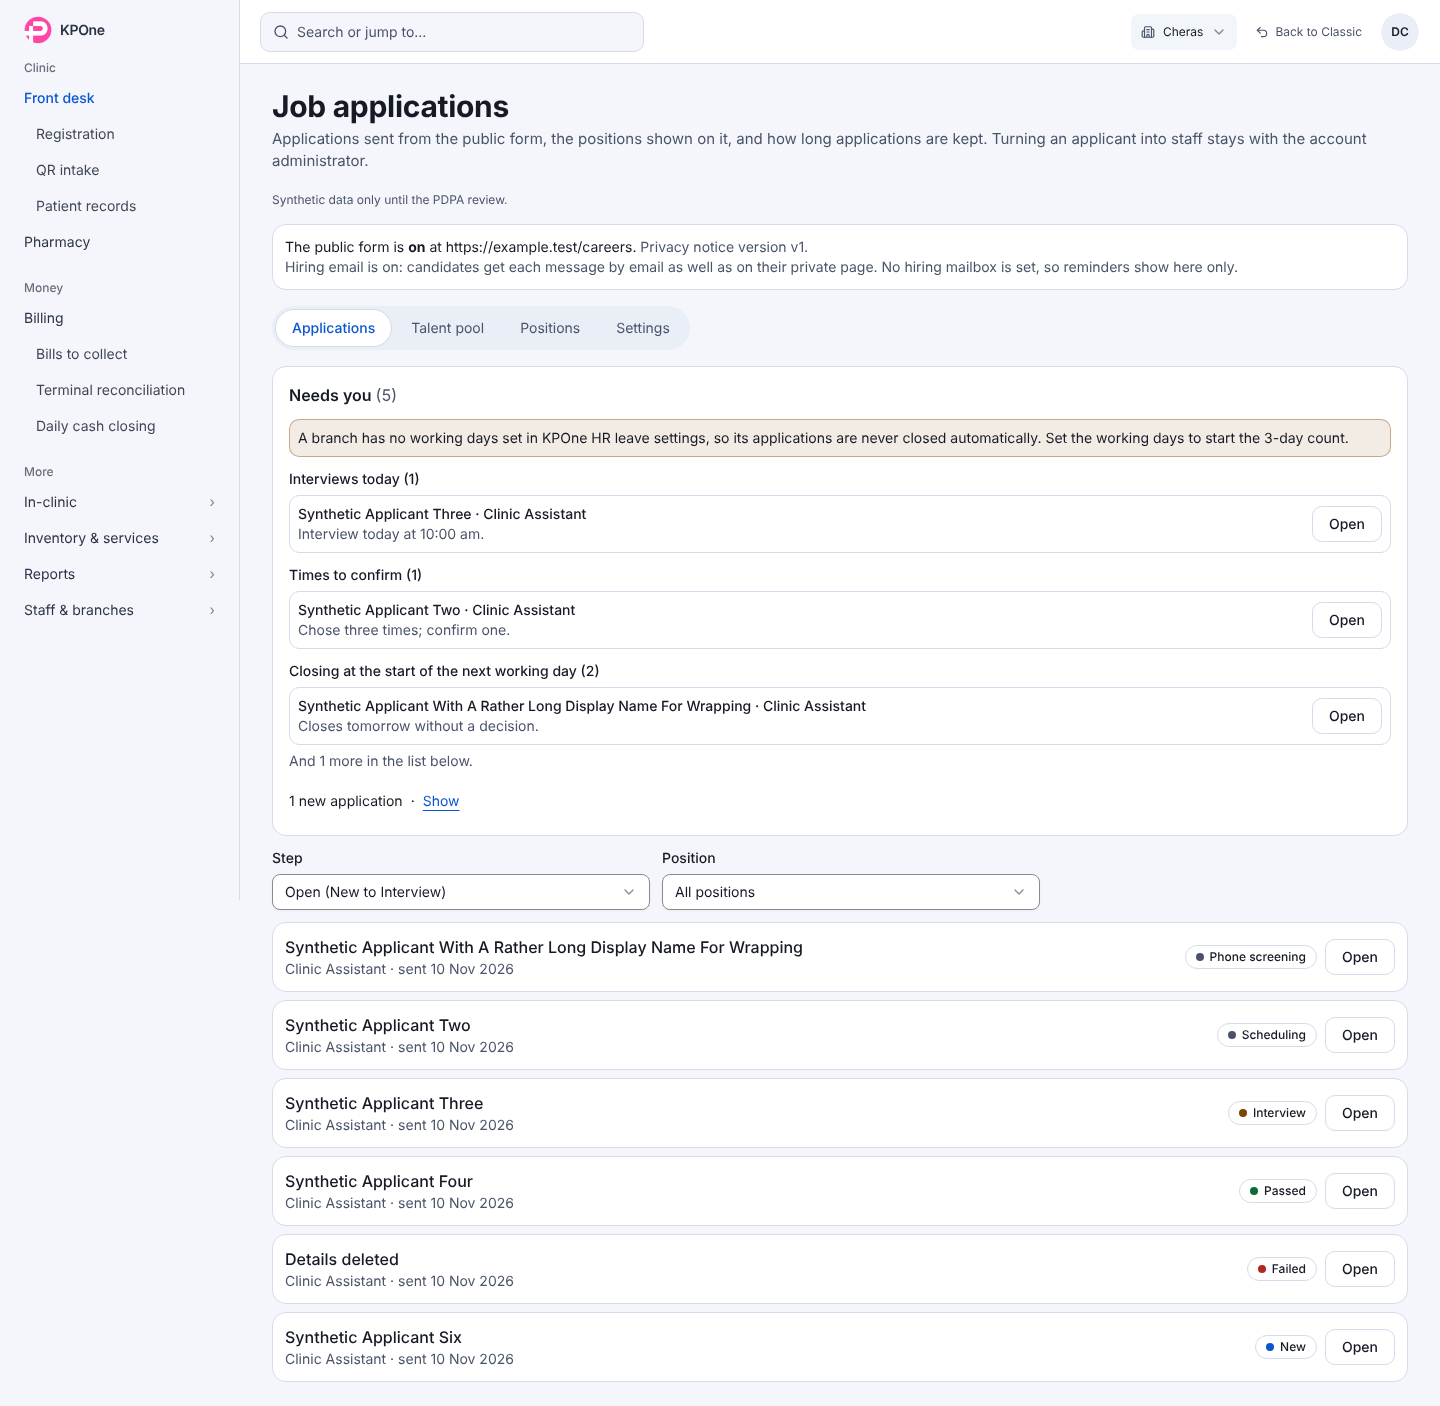 KPOne
Clinic
Front desk
Registration
QR intake
Patient records
Pharmacy
Money
Billing
Bills to collect
Terminal reconciliation
Daily cash closing
More
In-clinic
Inventory & services
Reports
Staff & branches
Search or jump to...
Cheras
Back to Classic
DC
Job applications
Applications sent from the public form, the positions shown on it, and how long applications are kept. Turning an applicant into staff stays with the account
administrator.
Synthetic data only until the PDPA review.
The public form is on at https://example.test/careers. Privacy notice version v1.
Hiring email is on: candidates get each message by email as well as on their private page. No hiring mailbox is set, so reminders show here only.
Applications
Talent pool
Positions
Settings
Needs you (5)
A branch has no working days set in KPOne HR leave settings, so its applications are never closed automatically. Set the working days to start the 3-day count.
Interviews today (1)
Synthetic Applicant Three · Clinic Assistant
Interview today at 10:00 am.
Open
Times to confirm (1)
Synthetic Applicant Two · Clinic Assistant
Chose three times; confirm one.
Open
Closing at the start of the next working day (2)
Synthetic Applicant With A Rather Long Display Name For Wrapping · Clinic Assistant
Closes tomorrow without a decision.
Open
And 1 more in the list below.
1 new application · Show
Step
Open (New to Interview)
Position
All positions
Synthetic Applicant With A Rather Long Display Name For Wrapping
Clinic Assistant · sent 10 Nov 2026
Phone screening
Open
Synthetic Applicant Two
Clinic Assistant · sent 10 Nov 2026
Scheduling
Open
Synthetic Applicant Three
Clinic Assistant · sent 10 Nov 2026
Interview
Open
Synthetic Applicant Four
Clinic Assistant · sent 10 Nov 2026
Passed
Open
Details deleted
Clinic Assistant · sent 10 Nov 2026
Failed
Open
Synthetic Applicant Six
Clinic Assistant · sent 10 Nov 2026
New
Open